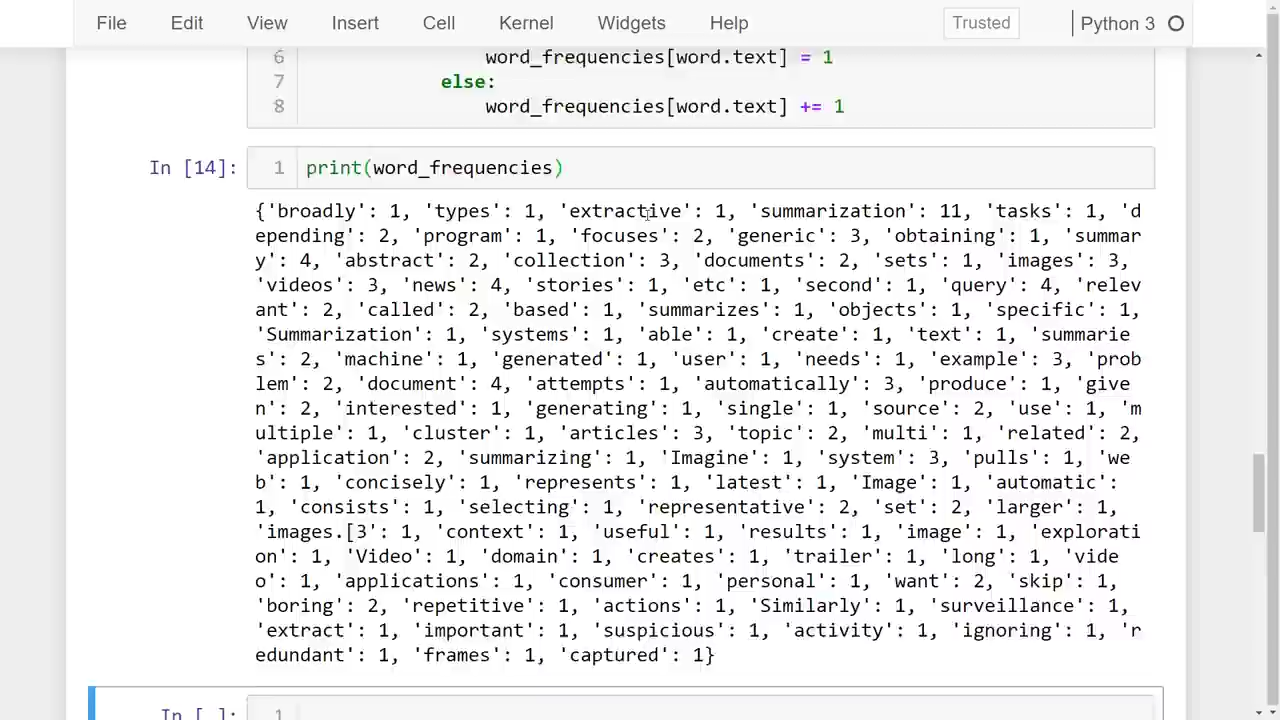 File Edit View Insert Cell Kernel Widgets Help Trusted Python 3
6 word_frequencies[word.text] = 1
7 else:
8 word_frequencies[word.text] += 1
In [14]: 1 print(word_frequencies)
{'broadly': 1, 'types': 1, 'extractive': 1, 'summarization': 11, 'tasks': 1, 'd
epending': 2, 'program': 1, 'focuses': 2, 'generic': 3, 'obtaining': 1, 'summar
y': 4, 'abstract': 2, 'collection': 3, 'documents': 2, 'sets': 1, 'images': 3,
'videos': 3, 'news': 4, 'stories': 1, 'etc': 1, 'second': 1, 'query': 4, 'relev
ant': 2, 'called': 2, 'based': 1, 'summarizes': 1, 'objects': 1, 'specific': 1,
'Summarization': 1, 'systems': 1, 'able': 1, 'create': 1, 'text': 1, 'summarie
s': 2, 'machine': 1, 'generated': 1, 'user': 1, 'needs': 1, 'example': 3, 'prob
lem': 2, 'document': 4, 'attempts': 1, 'automatically': 3, 'produce': 1, 'give
n': 2, 'interested': 1, 'generating': 1, 'single': 1, 'source': 2, 'use': 1, 'm
ultiple': 1, 'cluster': 1, 'articles': 3, 'topic': 2, 'multi': 1, 'related': 2,
'application': 2, 'summarizing': 1, 'Imagine': 1, 'system': 3, 'pulls': 1, 'we
b': 1, 'concisely': 1, 'represents': 1, 'latest': 1, 'Image': 1, 'automatic':
1, 'consists': 1, 'selecting': 1, 'representative': 2, 'set': 2, 'larger': 1,
'images.[3': 1, 'context': 1, 'useful': 1, 'results': 1, 'image': 1, 'explorati
on': 1, 'Video': 1, 'domain': 1, 'creates': 1, 'trailer': 1, 'long': 1, 'vide
o': 1, 'applications': 1, 'consumer': 1, 'personal': 1, 'want': 2, 'skip': 1,
'boring': 2, 'repetitive': 1, 'actions': 1, 'Similarly': 1, 'surveillance': 1,
'extract': 1, 'important': 1, 'suspicious': 1, 'activity': 1, 'ignoring': 1, 'r
edundant': 1, 'frames': 1, 'captured': 1}
In [ ]: 1